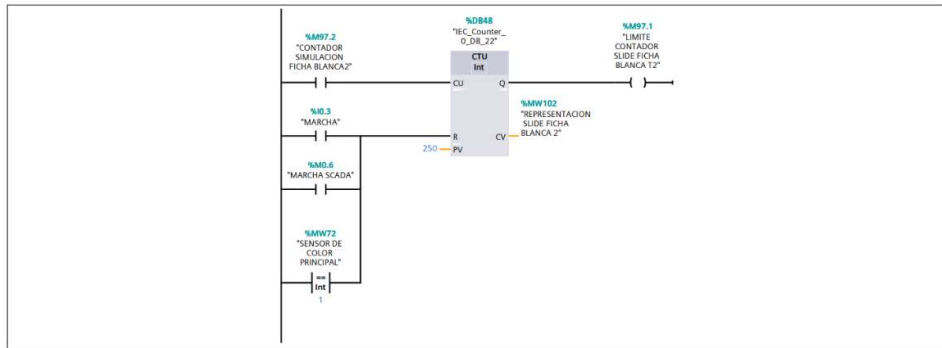 %DB48
"IEC_Counter_
0_DB_22"
%M97.2
"CONTADOR
SIMULACION
FICHA BLANCA2"
CTU
Int
CU
Q
%M97.1
"LIMITE
CONTADOR
SLIDE FICHA
BLANCA T2"
%I0.3
"MARCHA"
R
250
PV
CV
%MW102
"REPRESENTACION
SLIDE FICHA
BLANCA 2"
%M0.6
"MARCHA SCADA"
%MW72
"SENSOR DE
COLOR
PRINCIPAL"
==
Int
1